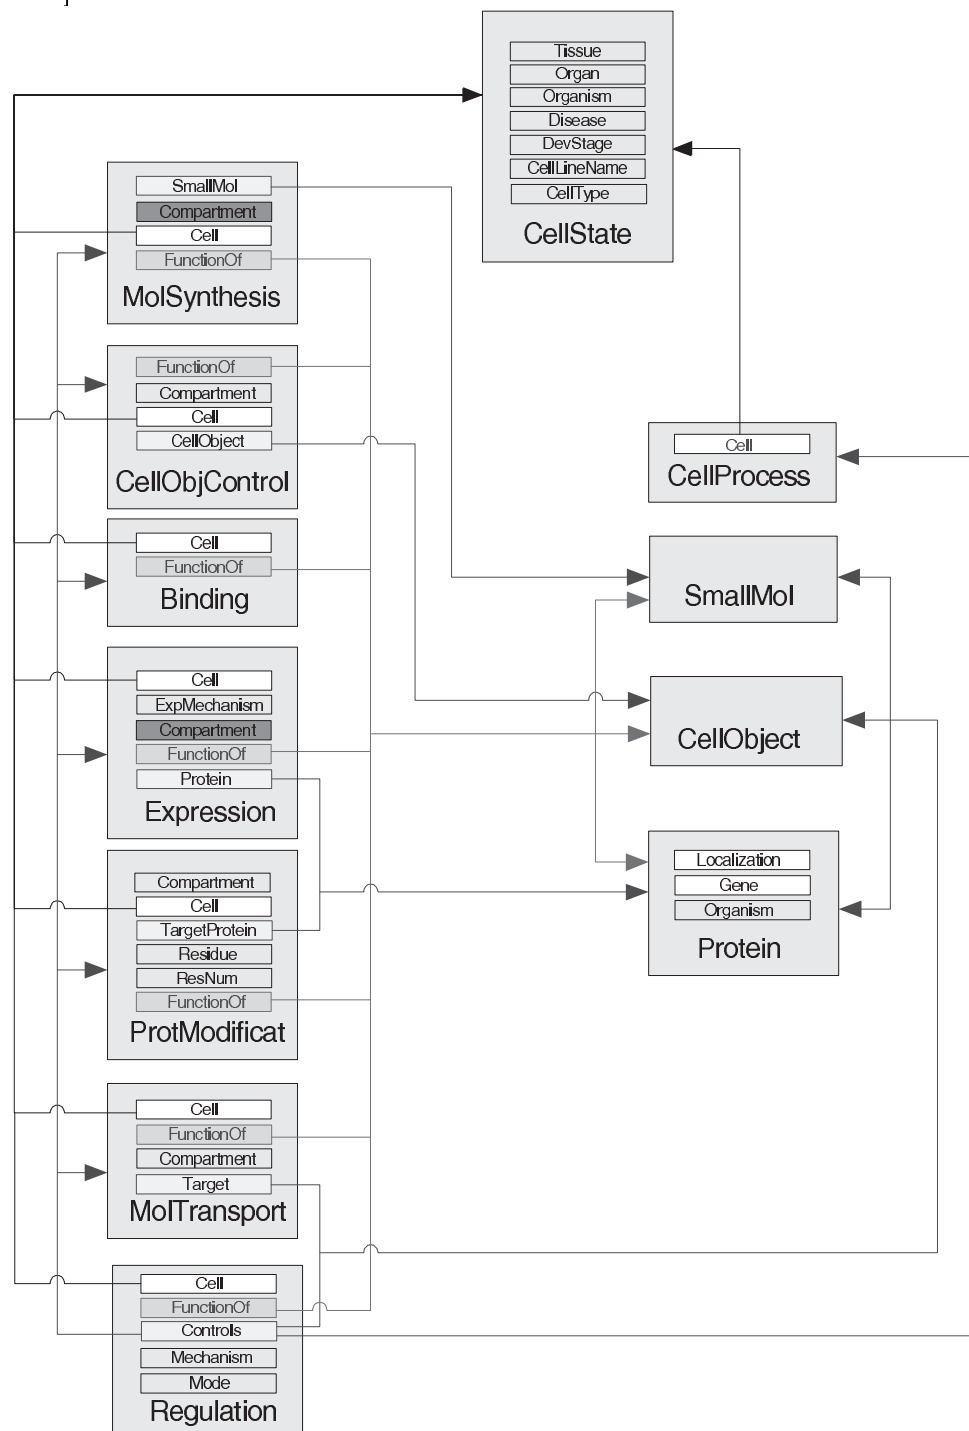 ]
Tissue
Organ
Organism
Disease
DevStage
CellLineName
CellType
CellState
SmallMol
Compartment
Cell
FunctionOf
MolSynthesis
FunctionOf
Compartment
Cell
CellObject
CellObjControl
Cell
CellProcess
Cell
FunctionOf
Binding
SmallMol
Cell
ExpMechanism
Compartment
FunctionOf
Protein
Expression
CellObject
Localization
Gene
Organism
Protein
Compartment
Cell
TargetProtein
Residue
ResNum
FunctionOf
ProtModificat
Cell
FunctionOf
Compartment
Target
MolTransport
Cell
FunctionOf
Controls
Mechanism
Mode
Regulation